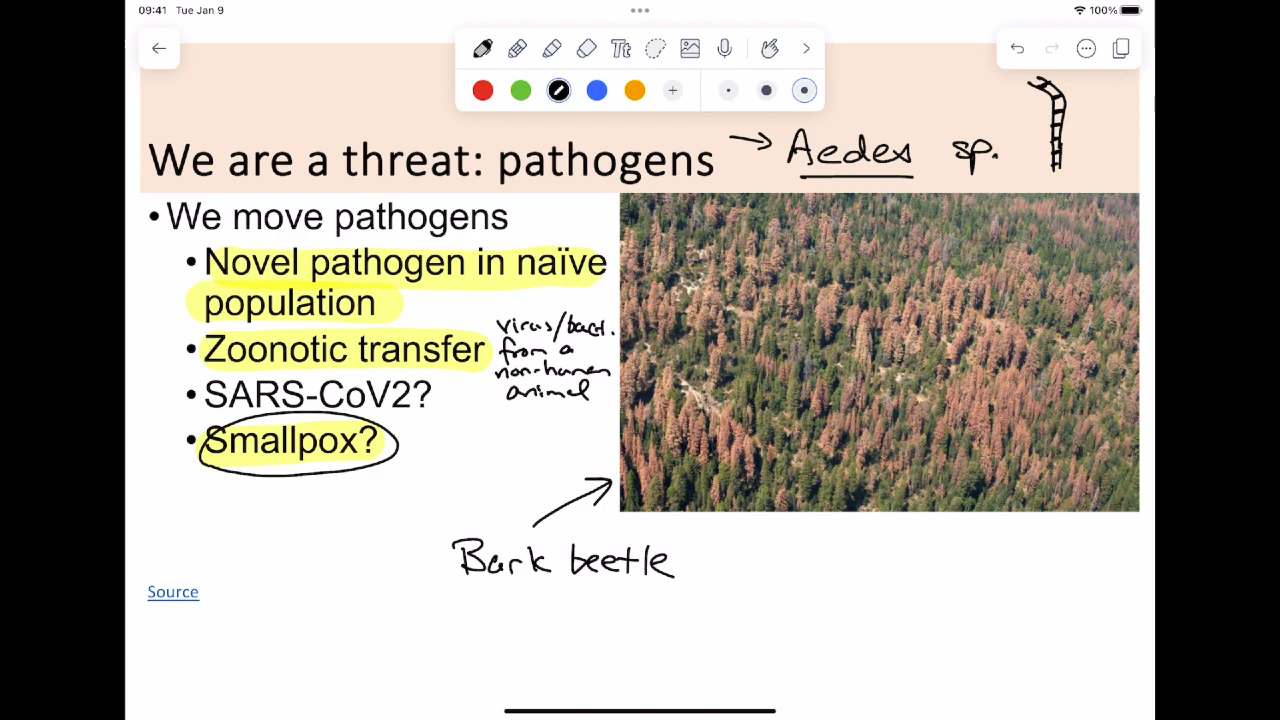 09:41 Tue Jan 9
100%
Tt
We are a threat: pathogens → Aedes sp.
• We move pathogens
• Novel pathogen in naïve
population
• Zoonotic transfer
virus/bact.
from a
non-human
animal
• SARS-CoV2?
• Smallpox?
Bark beetle
Source